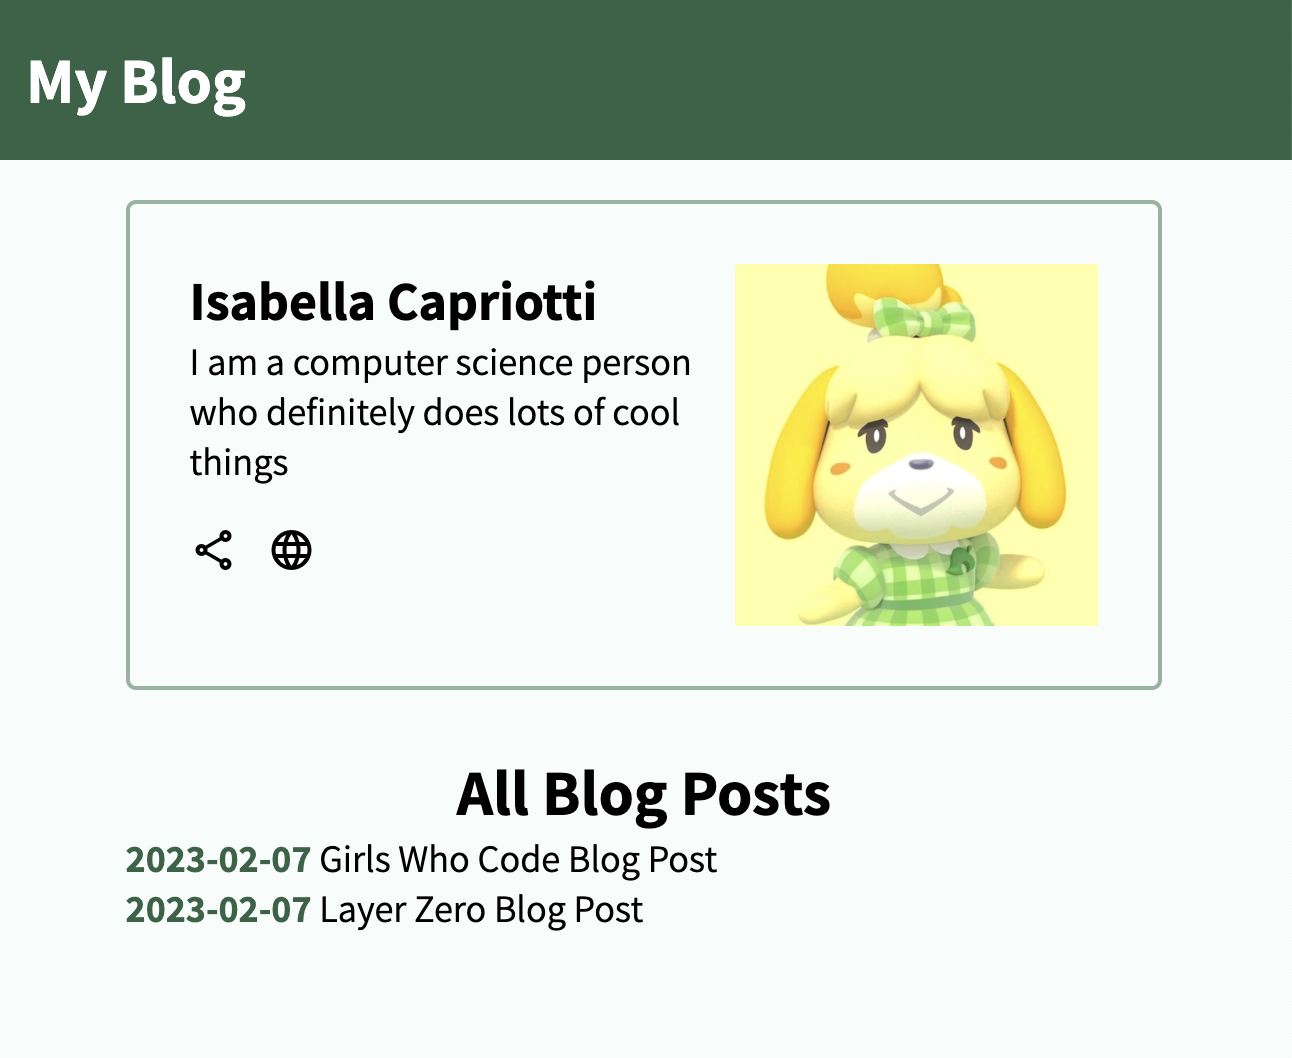 My Blog
Isabella Capriotti
I am a computer science person
who definitely does lots of cool
things
All Blog Posts
2023-02-07 Girls Who Code Blog Post
2023-02-07 Layer Zero Blog Post